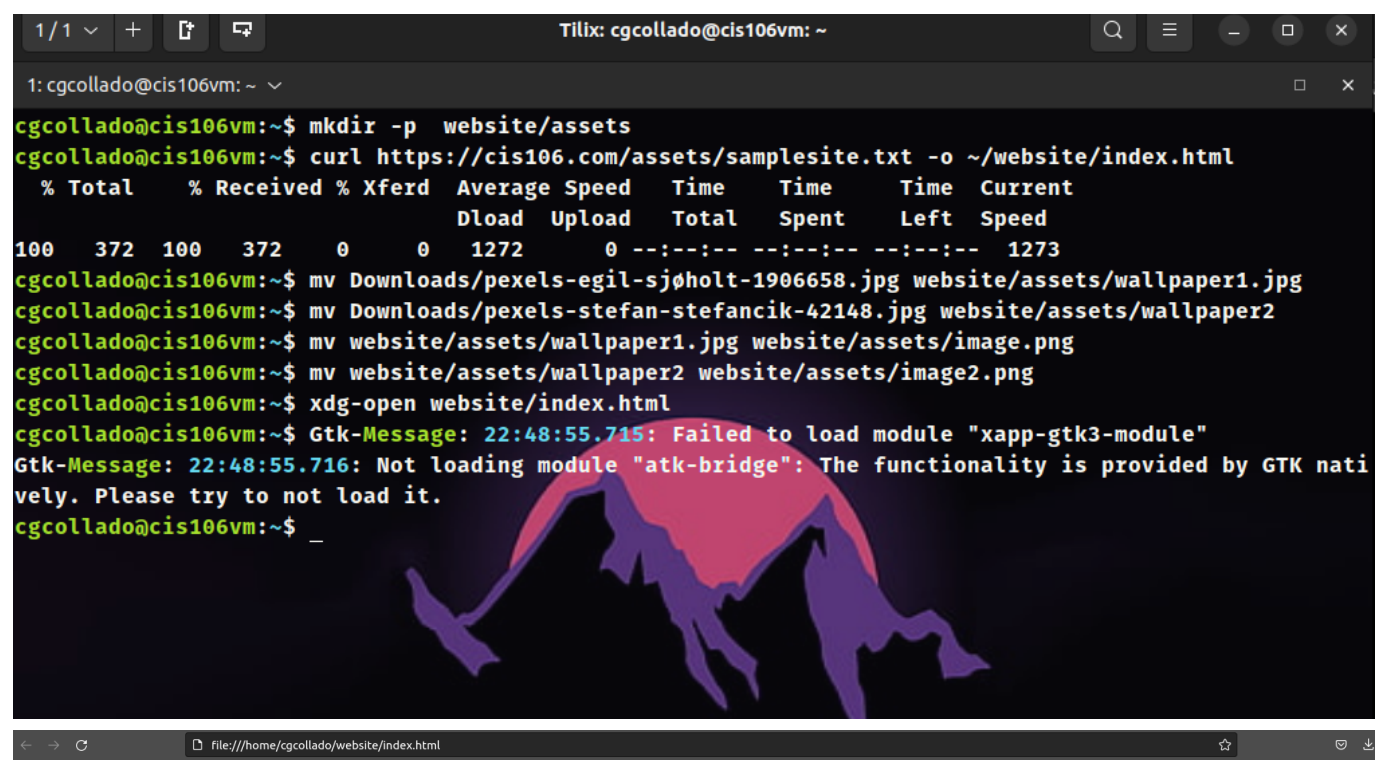 1 / 1
Tilix: cgcollado@cis106vm: ~
1: cgcollado@cis106vm: ~
cgcollado@cis106vm:~$ mkdir -p  website/assets
cgcollado@cis106vm:~$ curl https://cis106.com/assets/samplesite.txt -o ~/website/index.html
  % Total    % Received % Xferd  Average Speed   Time    Time     Time  Current
                                 Dload  Upload   Total   Spent    Left  Speed
100   372  100   372    0     0   1272      0 --:--:-- --:--:-- --:--:--  1273
cgcollado@cis106vm:~$ mv Downloads/pexels-egil-sjøholt-1906658.jpg website/assets/wallpaper1.jpg
cgcollado@cis106vm:~$ mv Downloads/pexels-stefan-stefancik-42148.jpg website/assets/wallpaper2
cgcollado@cis106vm:~$ mv website/assets/wallpaper1.jpg website/assets/image.png
cgcollado@cis106vm:~$ mv website/assets/wallpaper2 website/assets/image2.png
cgcollado@cis106vm:~$ xdg-open website/index.html
cgcollado@cis106vm:~$ Gtk-Message: 22:48:55.715: Failed to load module "xapp-gtk3-module"
Gtk-Message: 22:48:55.716: Not loading module "atk-bridge": The functionality is provided by GTK nati
vely. Please try to not load it.
cgcollado@cis106vm:~$ _
file:///home/cgcollado/website/index.html